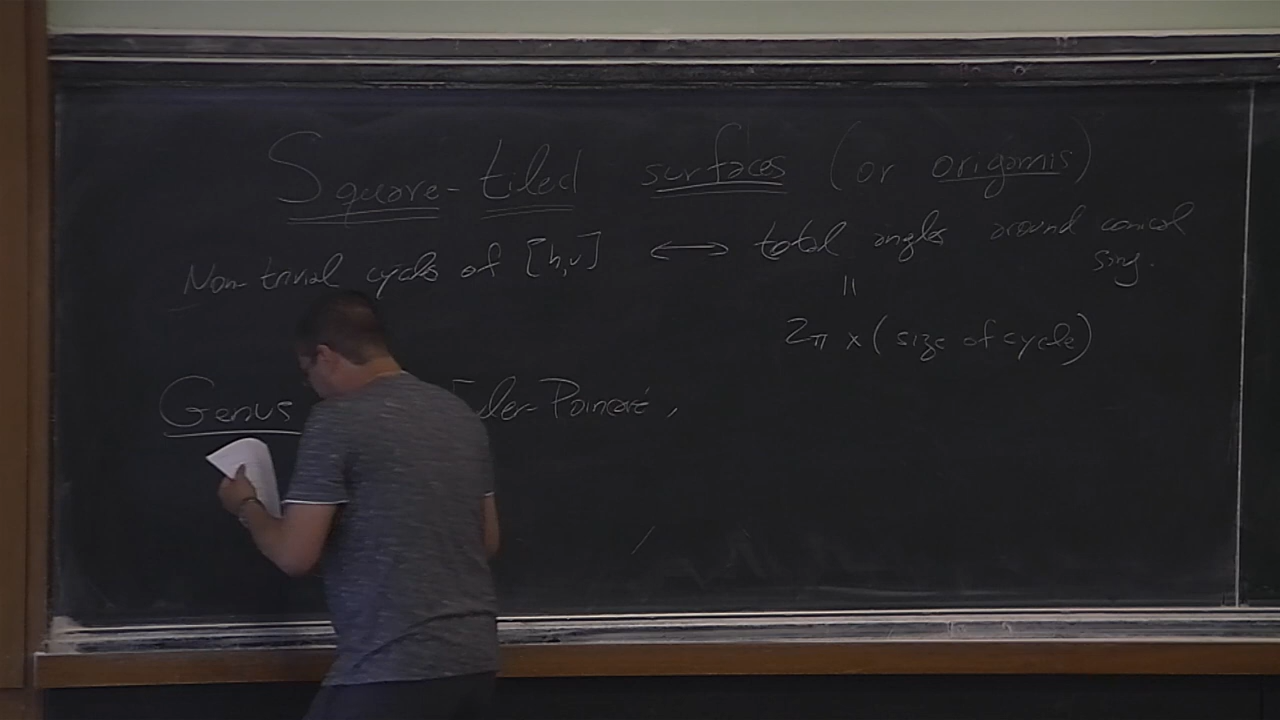 Square-tiled surfaces (or origamis)
Non trivial cycles of [h,v] ⟷ total angles around conical
sing.
||
2π × (size of cycle)
Genus Euler-Poincaré,